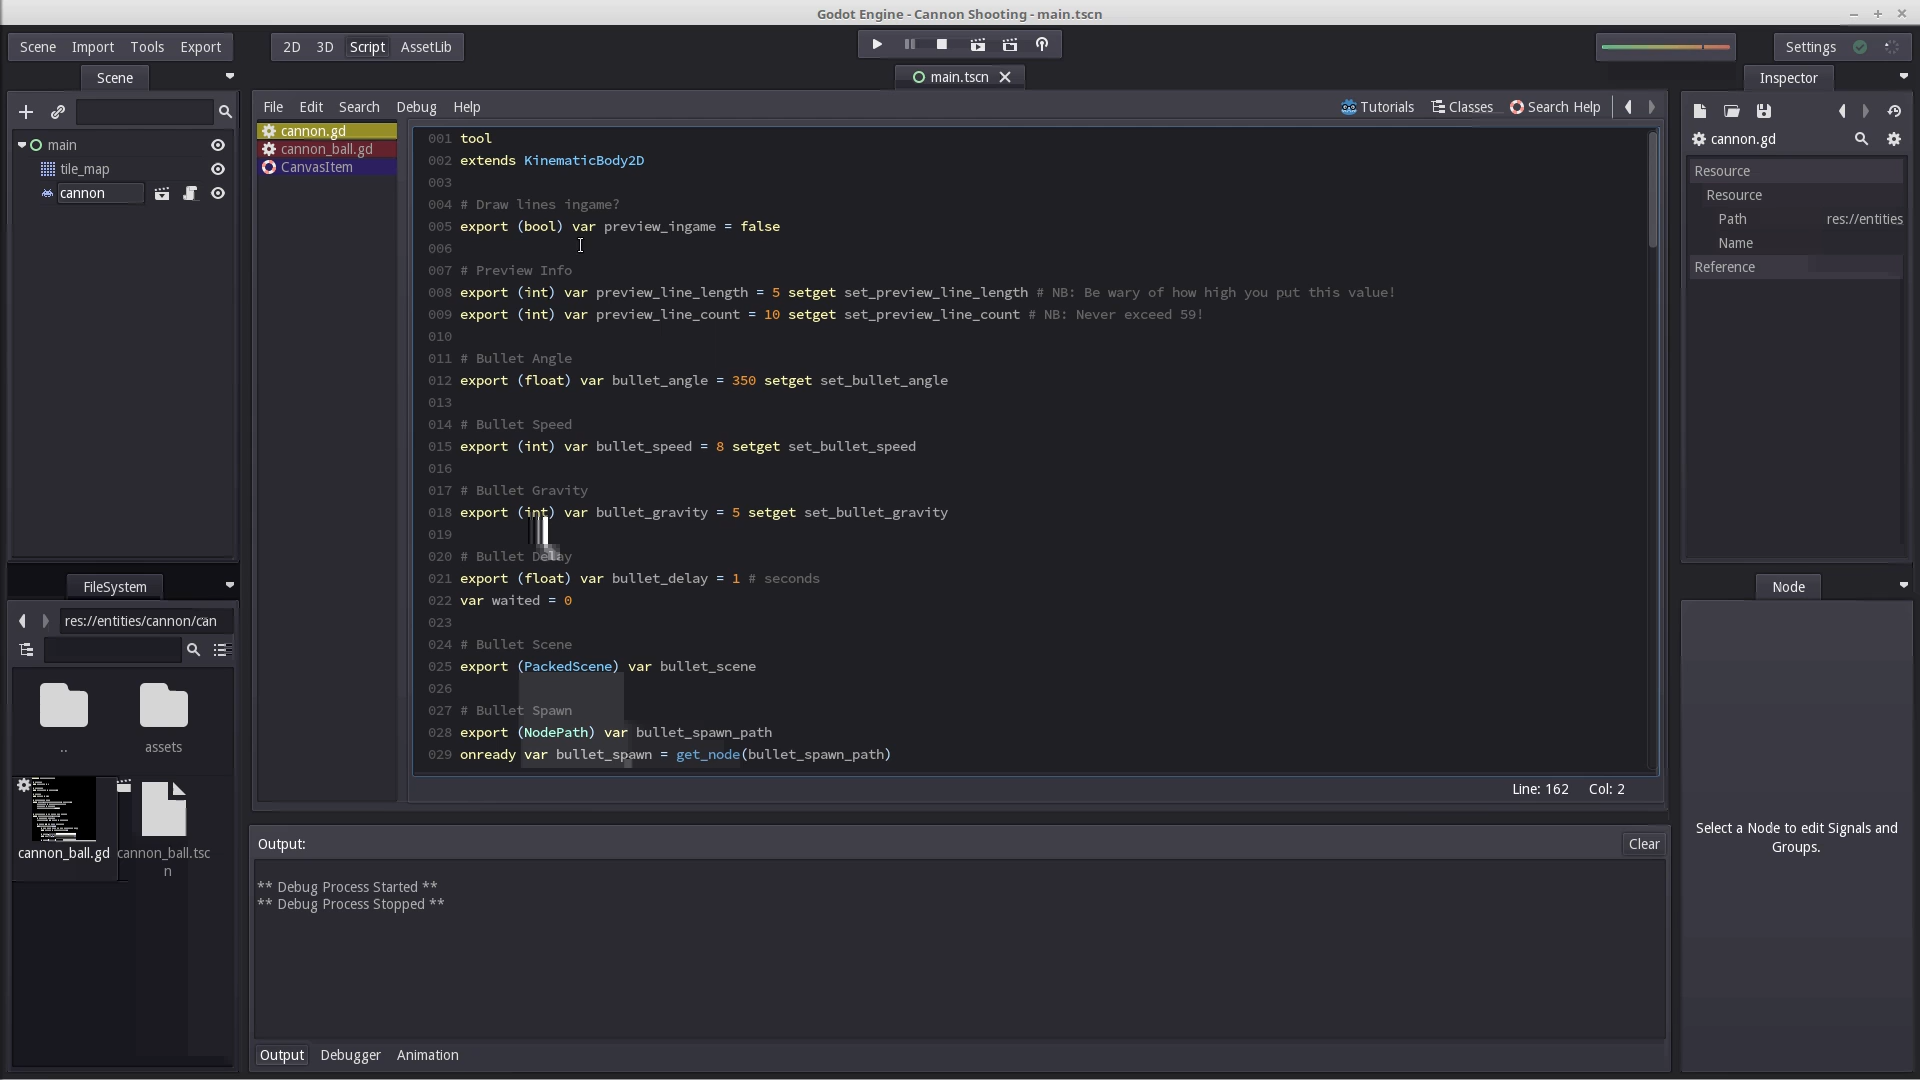 Godot Engine - Cannon Shooting - main.tscn
Scene Import Tools Export
2D 3D Script AssetLib
Settings
Scene
main.tscn
Inspector
File Edit Search Debug Help
Tutorials Classes Search Help
main
tile_map
cannon
cannon.gd
cannon_ball.gd
CanvasItem
001 tool
002 extends KinematicBody2D
003
004 # Draw lines ingame?
005 export (bool) var preview_ingame = false
006
007 # Preview Info
008 export (int) var preview_line_length = 5 setget set_preview_line_length # NB: Be wary of how high you put this value!
009 export (int) var preview_line_count = 10 setget set_preview_line_count # NB: Never exceed 59!
010
011 # Bullet Angle
012 export (float) var bullet_angle = 350 setget set_bullet_angle
013
014 # Bullet Speed
015 export (int) var bullet_speed = 8 setget set_bullet_speed
016
017 # Bullet Gravity
018 export (int) var bullet_gravity = 5 setget set_bullet_gravity
019
020 # Bullet Delay
021 export (float) var bullet_delay = 1 # seconds
022 var waited = 0
023
024 # Bullet Scene
025 export (PackedScene) var bullet_scene
026
027 # Bullet Spawn
028 export (NodePath) var bullet_spawn_path
029 onready var bullet_spawn = get_node(bullet_spawn_path)
Line: 162 Col: 2
cannon.gd
Resource
Resource
Path res://entities
Name
Reference
FileSystem
res://entities/cannon/can
..
assets
cannon_ball.gd
cannon_ball.tsc
n
Output:
Clear
** Debug Process Started **
** Debug Process Stopped **
Output Debugger Animation
Node
Select a Node to edit Signals and
Groups.